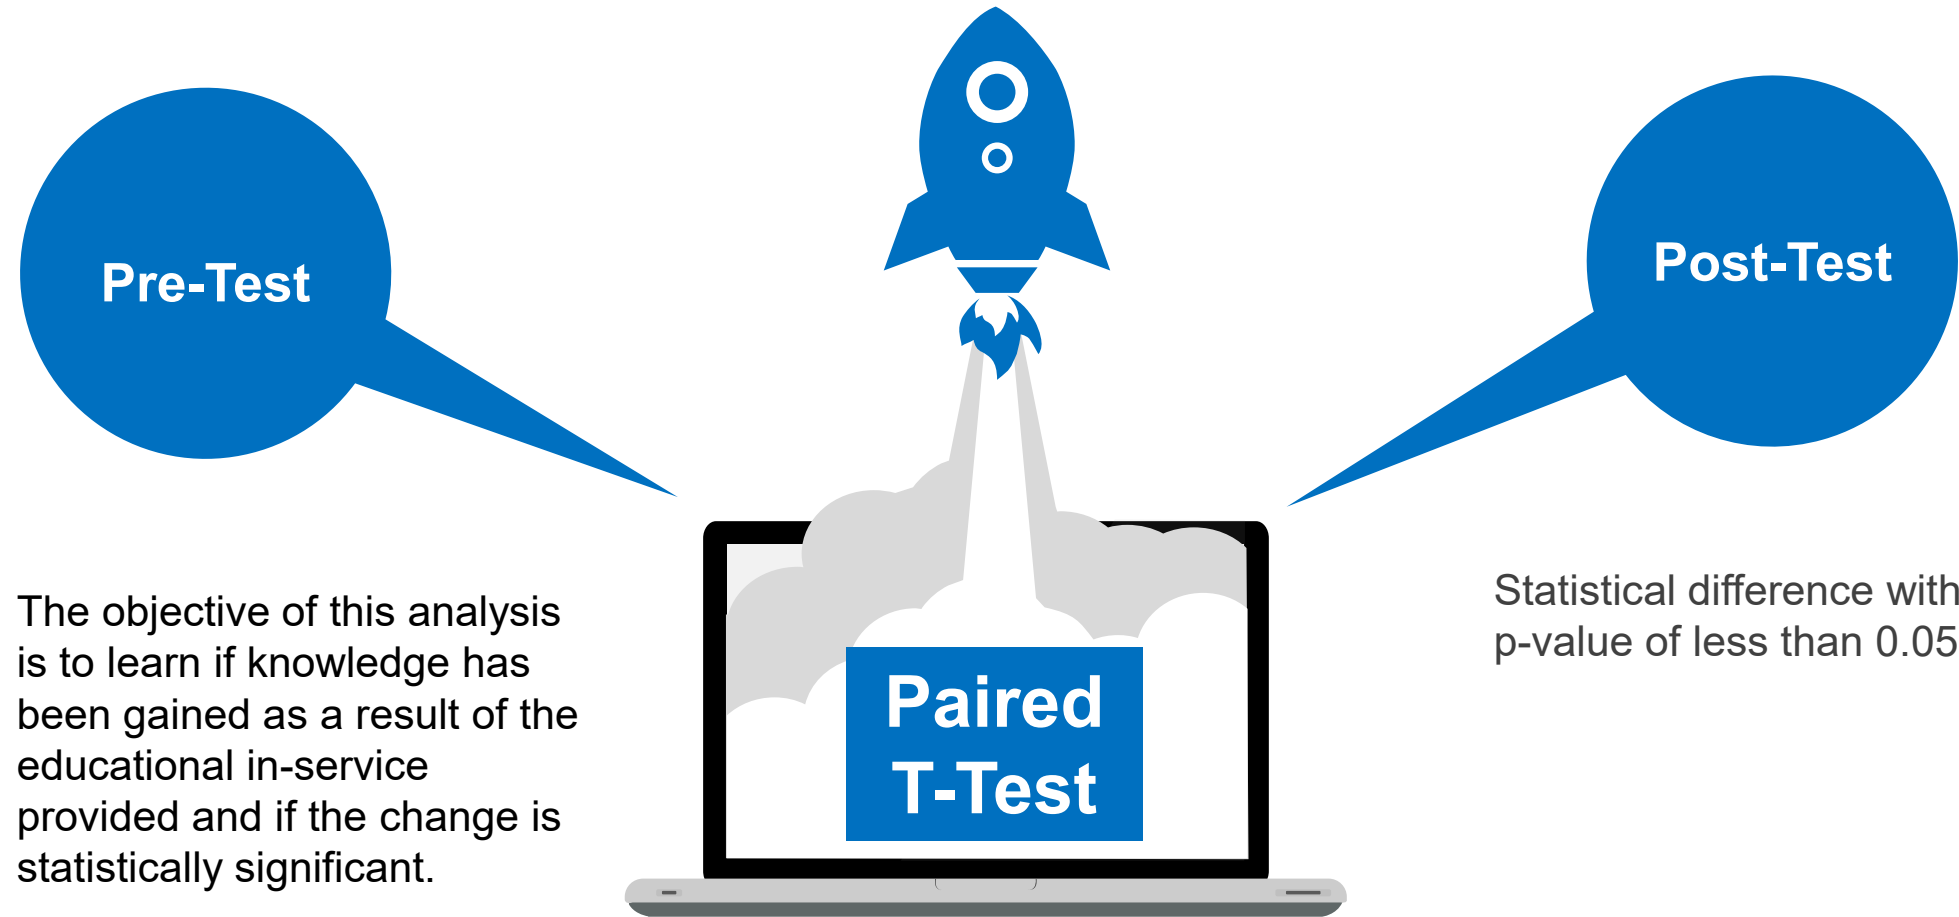 Pre-Test
Post-Test
The objective of this analysis
is to learn if knowledge has
been gained as a result of the
educational in-service
provided and if the change is
statistically significant.
Paired
T-Test
Statistical difference with
p-value of less than 0.05